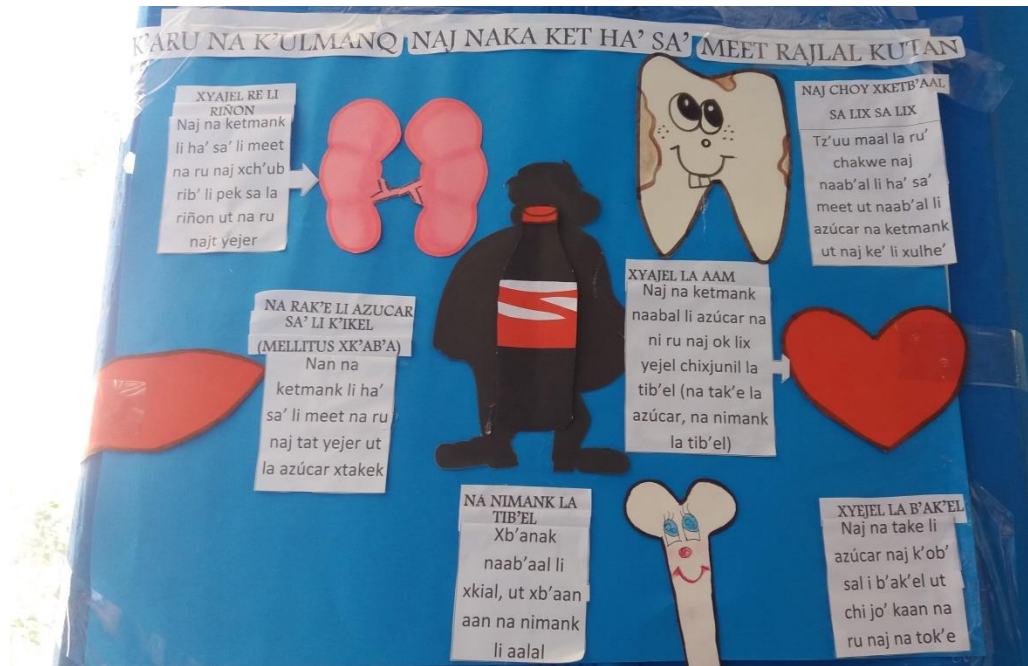 K'ARU NA K'ULMANQ NAJ NAKA KET HA' SA' MEET RAJLAL KUTAN
XYAJEL RE LI
RIÑON
Naj na ketmank
li ha' sa' li meet
na ru naj xch'ub
rib' li pek sa la
riñon ut na ru
najt yejer
NAJ CHOY XKETB'AAL
SA LIX SA LIX
Tz'uu maal la ru'
chakwe naj
naab'al li ha' sa'
meet ut naab'al li
azúcar na ketmank
ut naj ke' li xulhe'
NA RAK'E LI AZUCAR
SA' LI K'IKEL
(MELLITUS XK'AB'A)
Nan na
ketmank li ha'
sa' li meet na ru
naj tat yejer ut
la azúcar xtakek
XYAJEL LA AAM
Naj na ketmank
naabal li azúcar na
ni ru naj ok lix
yejel chixjunil la
tib'el (na tak'e la
azúcar, na nimank
la tib'el)
NA NIMANK LA
TIB'EL
Xb'anak
naab'aal li
xkial, ut xb'aan
aan na nimank
li aalal
XYEJEL LA B'AK'EL
Naj na take li
azúcar naj k'ob'
sal i b'ak'el ut
chi jo' kaan na
ru naj na tok'e